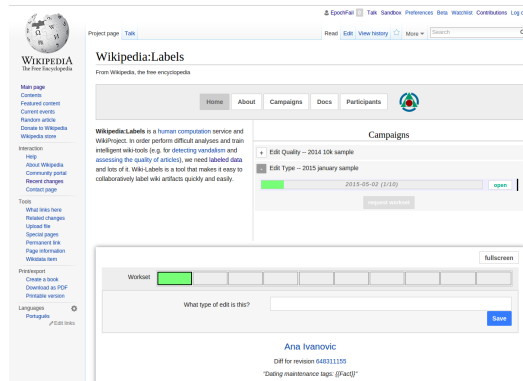 EpochFail Talk Sandbox Preferences Beta Watchlist Contributions Log o
Project page Talk Read Edit View history More Search
WIKIPEDIA
The Free Encyclopedia
Main page
Contents
Featured content
Current events
Random article
Donate to Wikipedia
Wikipedia store
Interaction
Help
About Wikipedia
Community portal
Recent changes
Contact page
Tools
What links here
Related changes
Upload file
Special pages
Permanent link
Page information
Wikidata item
Print/export
Create a book
Download as PDF
Printable version
Languages
Português
Edit links
Wikipedia:Labels
From Wikipedia, the free encyclopedia
Home About Campaigns Docs Participants
Wikipedia:Labels is a human computation service and
WikiProject. In order perform difficult analyses and train
intelligent wiki-tools (e.g. for detecting vandalism and
assessing the quality of articles), we need labeled data
and lots of it. Wiki-Labels is a tool that makes it easy to
collaboratively label wiki artifacts quickly and easily.
Campaigns
+ Edit Quality -- 2014 10k sample
- Edit Type -- 2015 january sample
2015-05-02 (1/10) open
request workset
fullscreen
Workset
What type of edit is this?
Save
Ana Ivanovic
Diff for revision 648311155
"Dating maintenance tags: {{Fact}}"